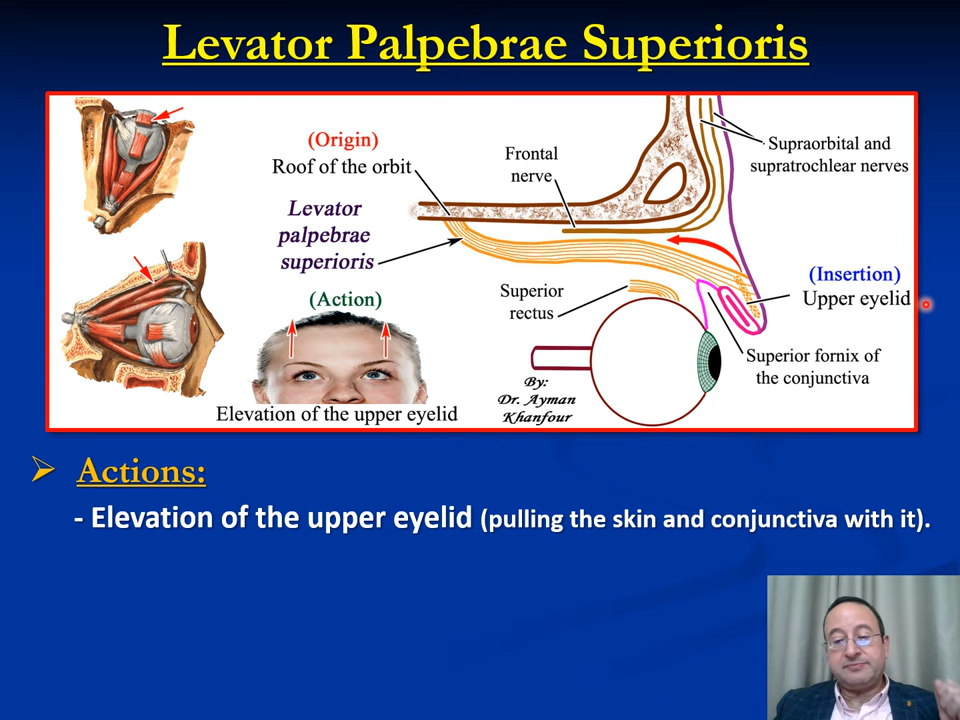 Levator Palpebrae Superioris
(Origin)
Roof of the orbit
Levator
palpebrae
superioris
(Action)
Elevation of the upper eyelid
Frontal
nerve
Supraorbital and
supratrochlear nerves
(Insertion)
Upper eyelid
Superior
rectus
Superior fornix of
the conjunctiva
By:
Dr. Ayman
Khanfour
Actions:
- Elevation of the upper eyelid (pulling the skin and conjunctiva with it).